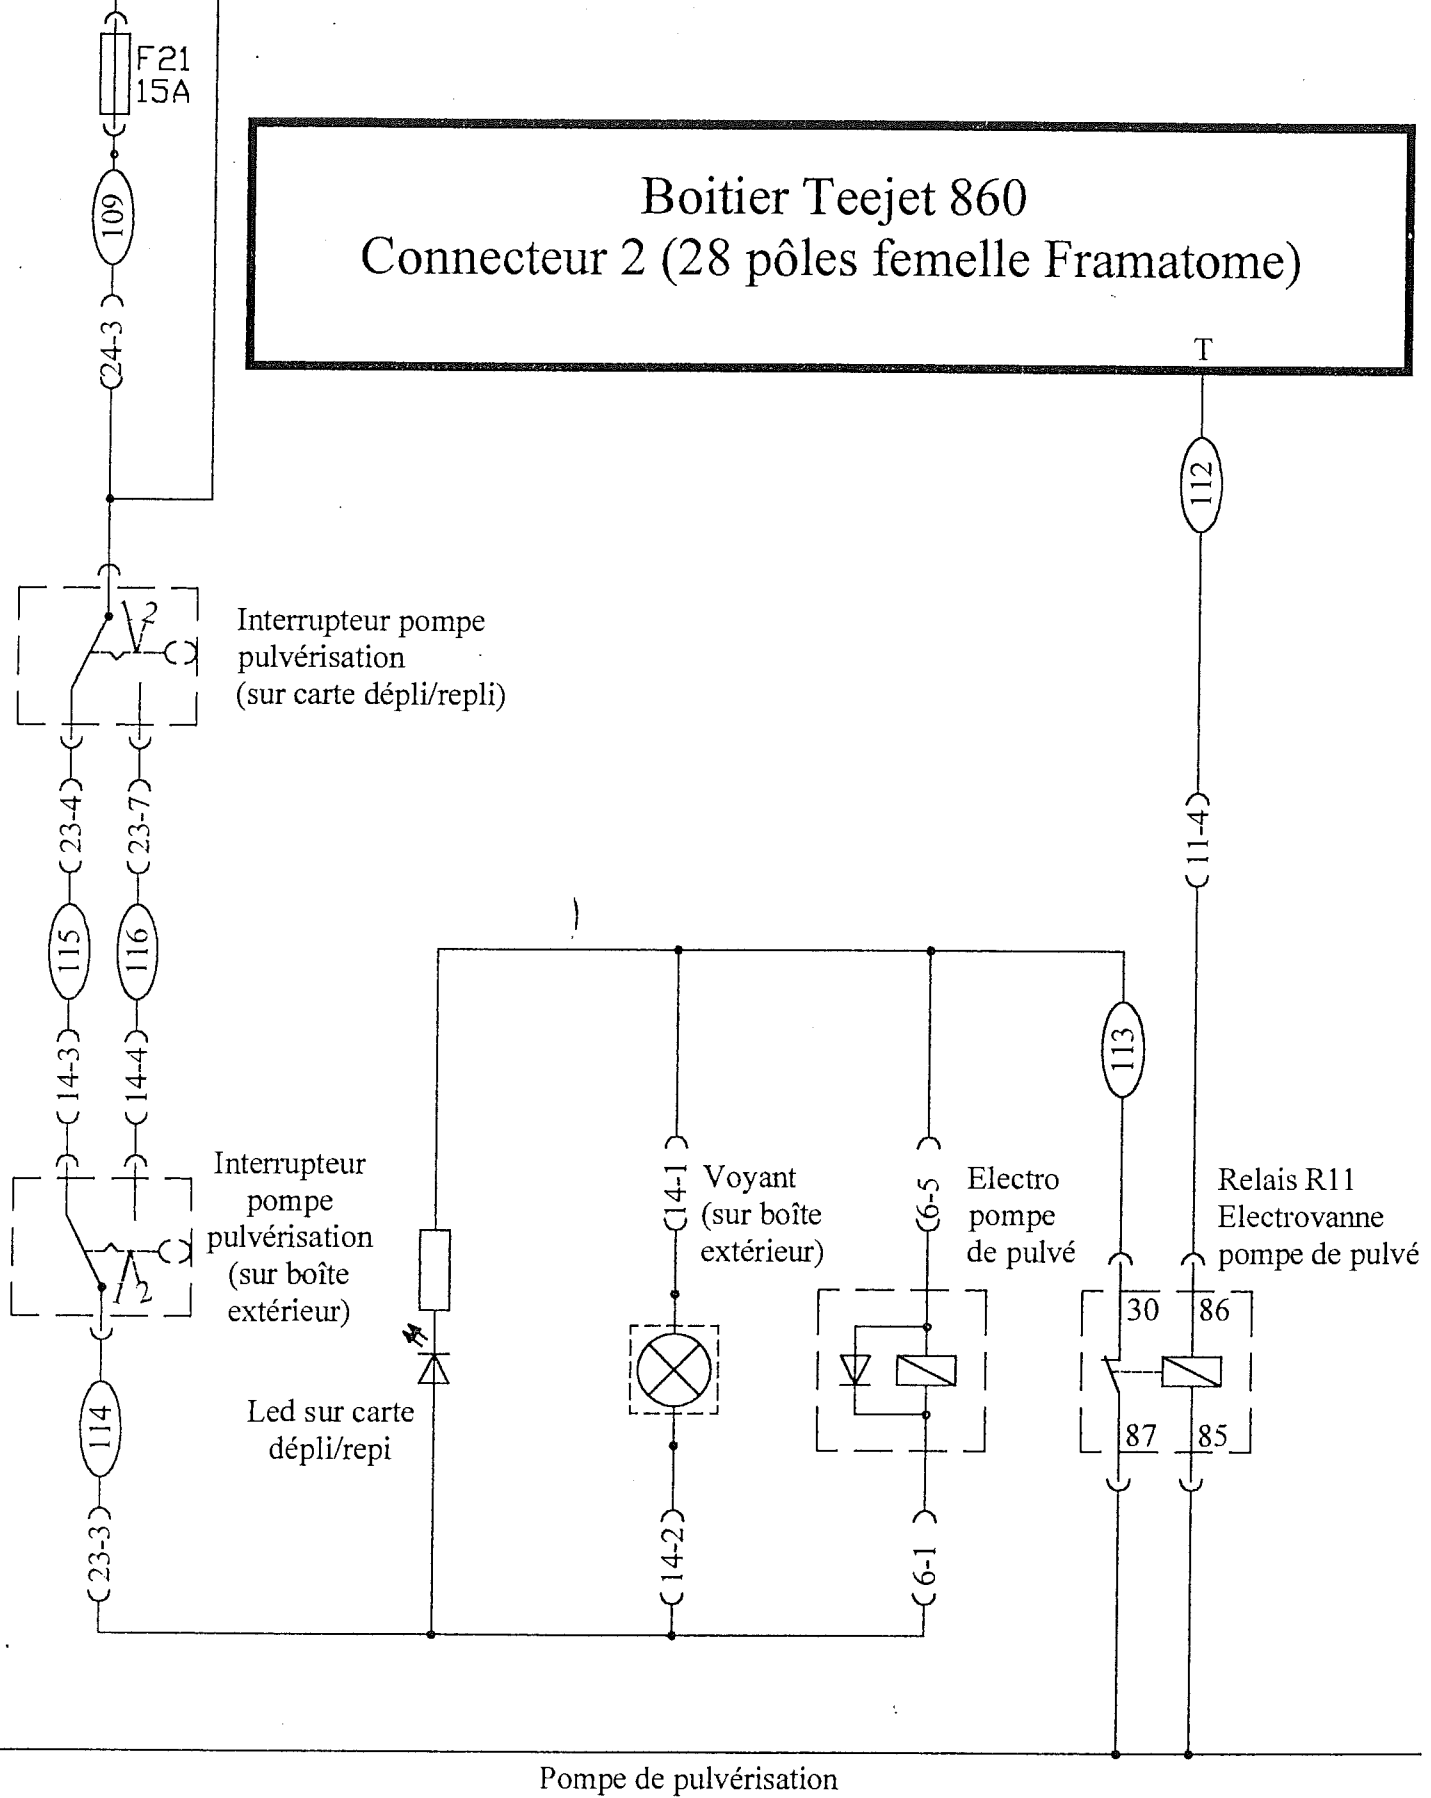 F21
15A
109
Boitier Teejet 860
Connecteur 2 (28 pôles femelle Framatome)
T
24-3
112
2
Interrupteur pompe
pulvérisation
(sur carte dépli/repli)
23-4
23-7
11-4
115
116
113
14-3
14-4
Interrupteur
pompe
pulvérisation
(sur boîte
extérieur)
1
2
14-1
Voyant
(sur boîte
extérieur)
6-5
Electro
pompe
de pulvé
Relais R11
Electrovanne
pompe de pulvé
30
86
87
85
114
Led sur carte
dépli/repi
23-3
14-2
6-1
Pompe de pulvérisation